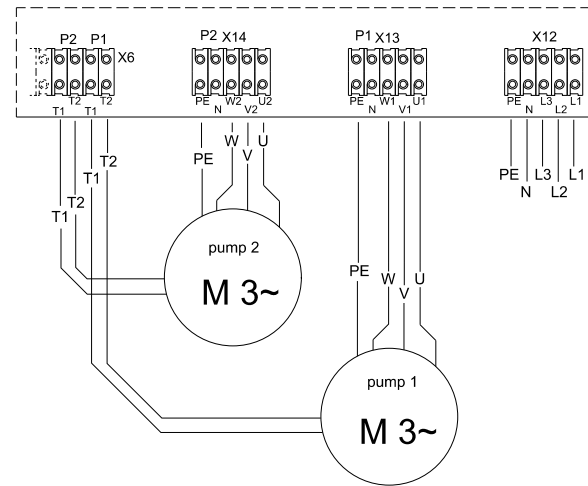 P2 P1 X6
T2 T2
T1 T1
P2 X14
PE W2 U2
N V2
P1 X13
PE W1 U1
N V1
X12
PE L3 L1
N L2
T1 T1 T2
T1 T2
PE W V U
PE N L3 L2 L1
pump 2
M 3~
PE W V U
pump 1
M 3~